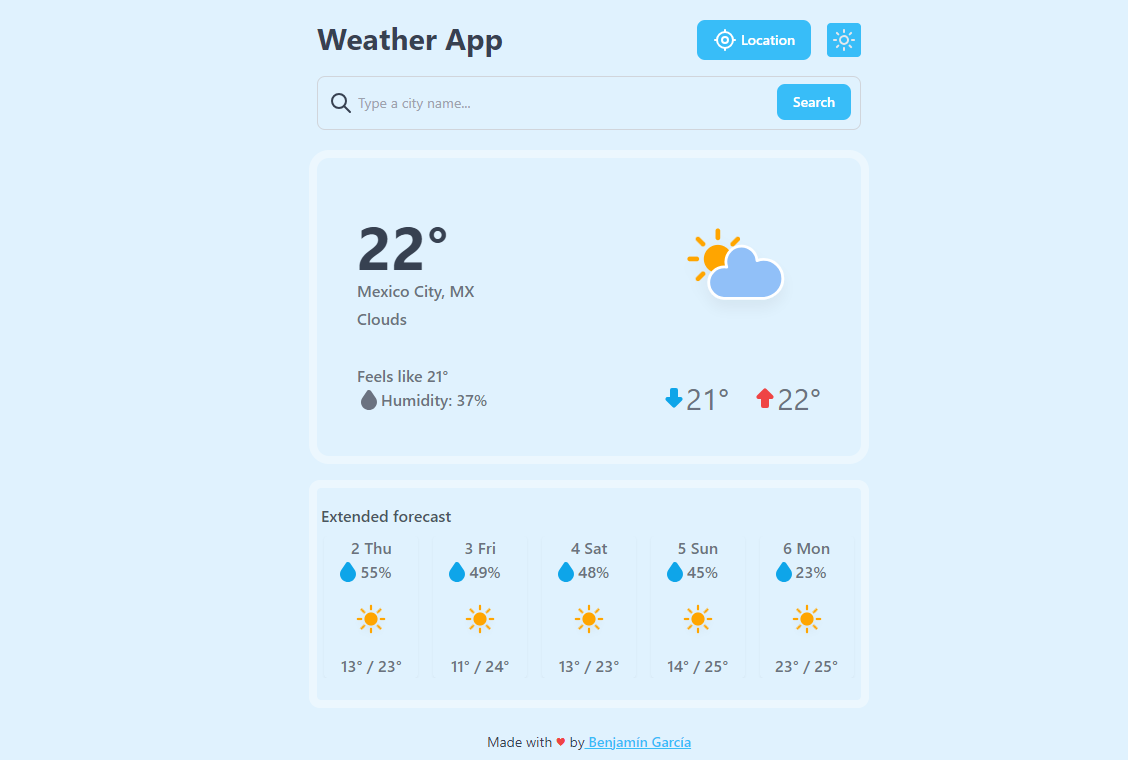 Weather App
Location
Type a city name...
Search
22°
Mexico City, MX
Clouds
Feels like 21°
Humidity: 37%
21° 22°
Extended forecast
2 Thu 3 Fri 4 Sat 5 Sun 6 Mon
55% 49% 48% 45% 23%
13° / 23° 11° / 24° 13° / 23° 14° / 25° 23° / 25°
Made with ♥ by Benjamín García